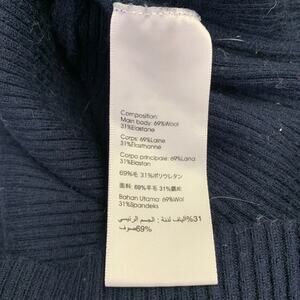 Composition:
Main body: 69%Wool
31%Elastane
Corps: 69%Laine
31%Elasthanne
Corpo principale: 69%Lana
31%Elastan
69%毛 31%ポリウレタン
面料: 69%羊毛 31%氨纶
Bahan Utama: 69%Wol
31%Spandeks
31%ألياف لدنة : الجسم الرئيسي
69%صوف